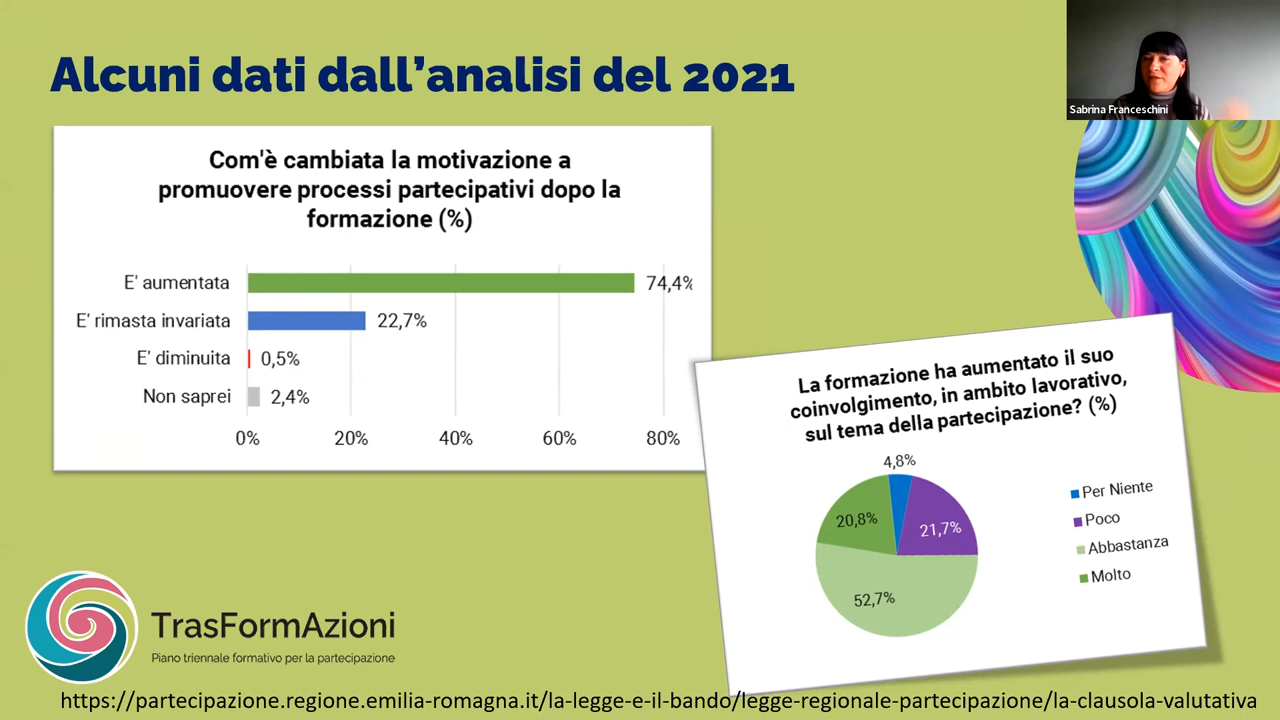 Alcuni dati dall'analisi del 2021
Sabrina Franceschini
Com'è cambiata la motivazione a
promuovere processi partecipativi dopo la
formazione (%)
E' aumentata
74,4%
E' rimasta invariata
22,7%
E' diminuita
0,5%
Non saprei
2,4%
0%
20%
40%
60%
80%
La formazione ha aumentato il suo
coinvolgimento, in ambito lavorativo,
sul tema della partecipazione? (%)
4,8%
21,7%
20,8%
52,7%
Per Niente
Poco
Abbastanza
Molto
TrasFormAzioni
Piano triennale formativo per la partecipazione
https://partecipazione.regione.emilia-romagna.it/la-legge-e-il-bando/legge-regionale-partecipazione/la-clausola-valutativa